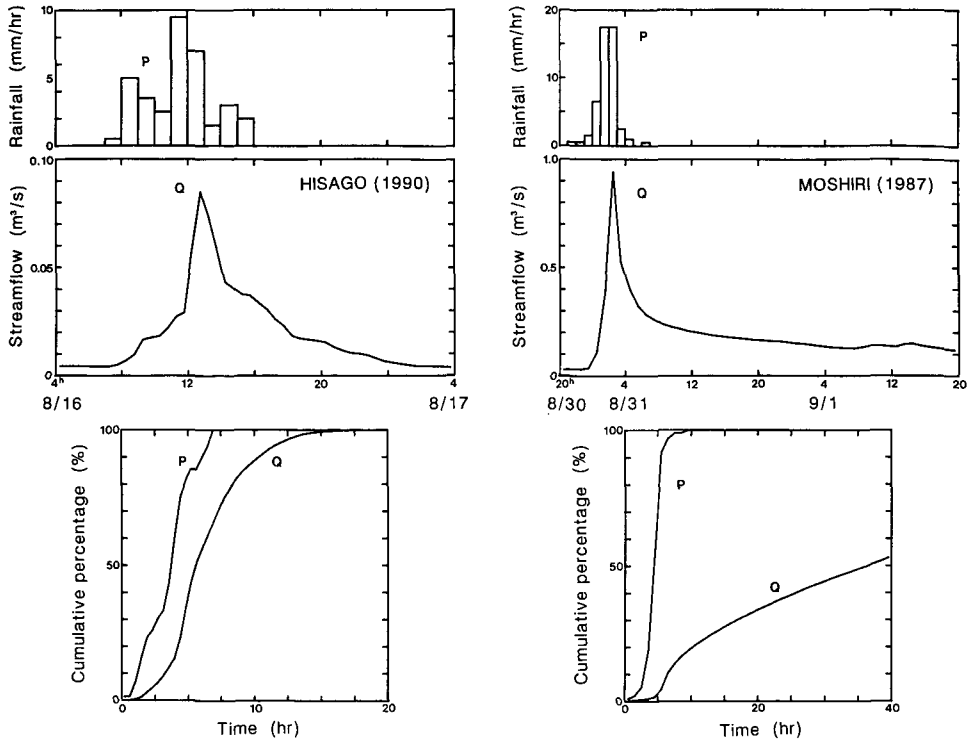 Rainfall (mm/hr)
10
5
0
P
Streamflow (m³/s)
0.10
0.05
0
Q
HISAGO (1990)
4ʰ 12 20 4
8/16 8/17
Rainfall (mm/hr)
20
10
0
P
Streamflow (m³/s)
1.0
0.5
0
Q
MOSHIRI (1987)
20ʰ 4 12 20 4 12 20
8/30 8/31 9/1
Cumulative percentage (%)
100
50
0
P
Q
0 10 20
Time (hr)
Cumulative percentage (%)
100
50
0
P
Q
0 20 40
Time (hr)